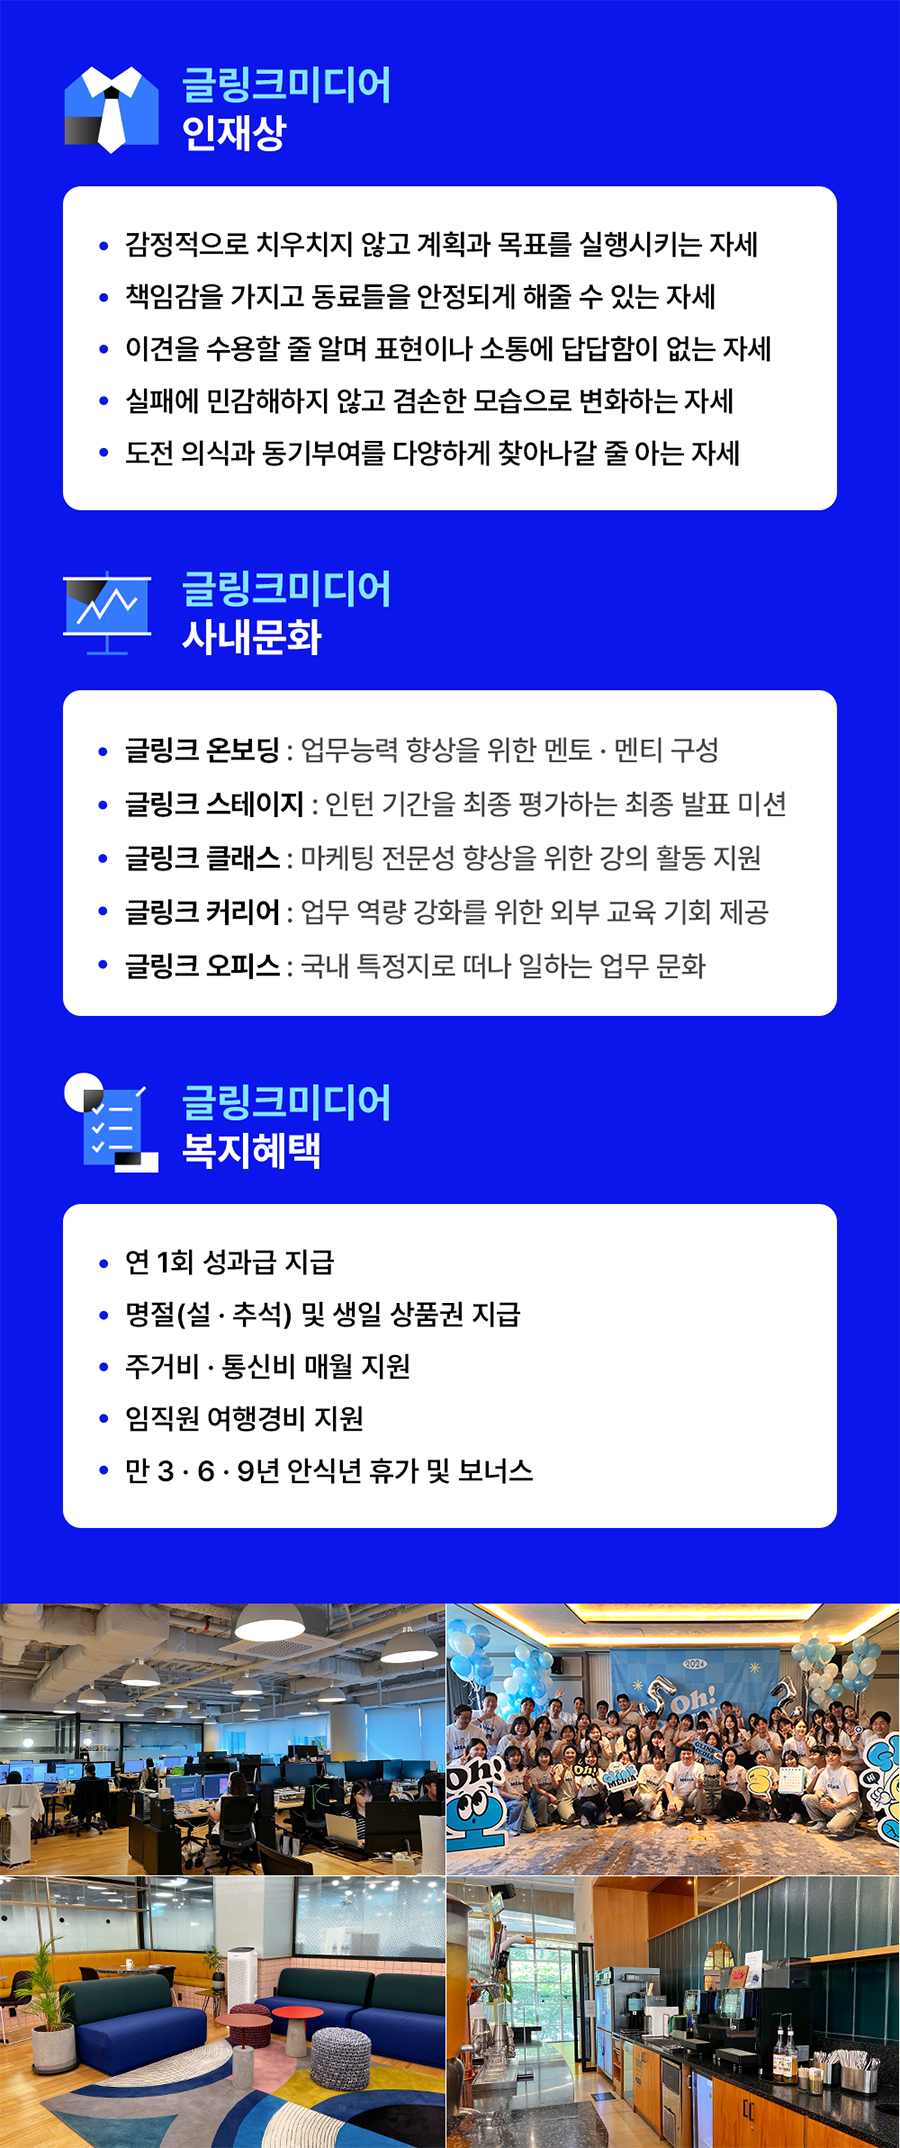 글링크미디어
인재상
• 감정적으로 치우치지 않고 계획과 목표를 실행시키는 자세
• 책임감을 가지고 동료들을 안정되게 해줄 수 있는 자세
• 이견을 수용할 줄 알며 표현이나 소통에 답답함이 없는 자세
• 실패에 민감해하지 않고 겸손한 모습으로 변화하는 자세
• 도전 의식과 동기부여를 다양하게 찾아나갈 줄 아는 자세
글링크미디어
사내문화
• 글링크 온보딩 : 업무능력 향상을 위한 멘토 · 멘티 구성
• 글링크 스테이지 : 인턴 기간을 최종 평가하는 최종 발표 미션
• 글링크 클래스 : 마케팅 전문성 향상을 위한 강의 활동 지원
• 글링크 커리어 : 업무 역량 강화를 위한 외부 교육 기회 제공
• 글링크 오피스 : 국내 특정지로 떠나 일하는 업무 문화
글링크미디어
복지혜택
• 연 1회 성과급 지급
• 명절(설 · 추석) 및 생일 상품권 지급
• 주거비 · 통신비 매월 지원
• 임직원 여행경비 지원
• 만 3 · 6 · 9년 안식년 휴가 및 보너스
2024
Oh!
Oh!
Oh!
GLINK
MEDIA